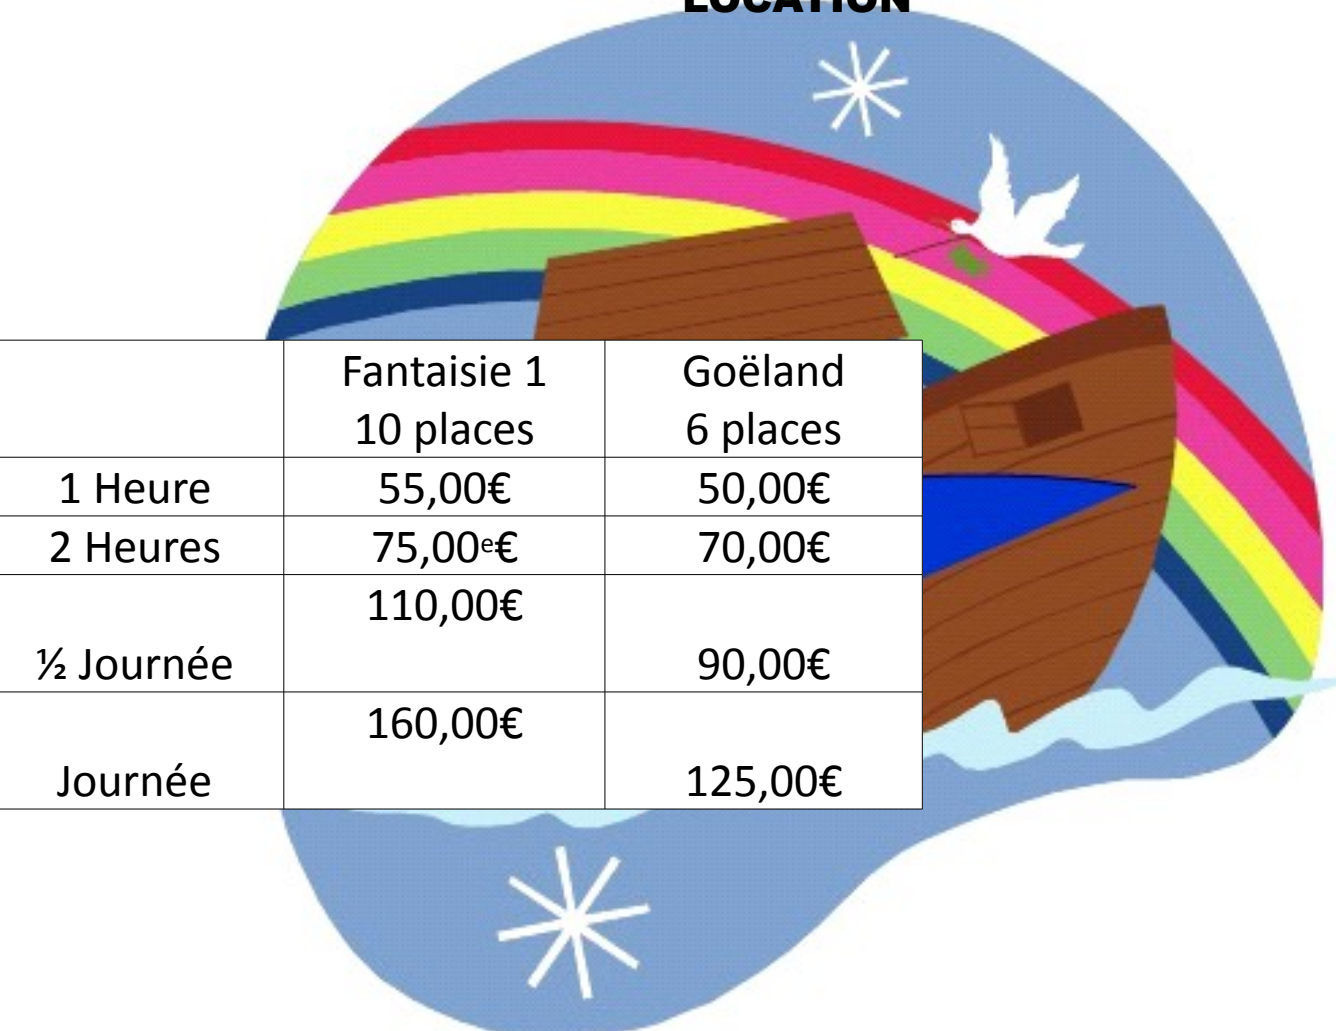 LOCATION
Fantaisie 1 Goëland
10 places 6 places
1 Heure 55,00€ 50,00€
2 Heures 75,00e€ 70,00€
110,00€
½ Journée 90,00€
160,00€
Journée 125,00€